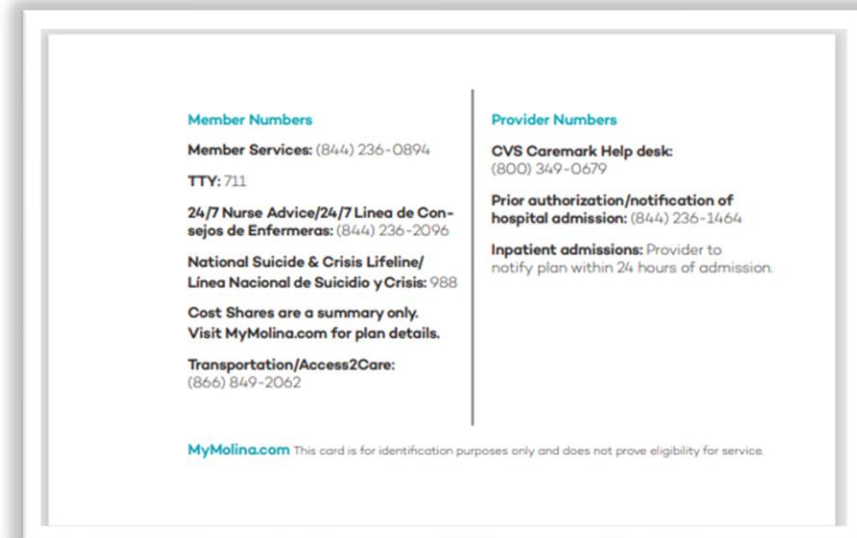 Member Numbers
Member Services: (844) 236-0894
TTY: 711
24/7 Nurse Advice/24/7 Linea de Con-
sejos de Enfermeras: (844) 236-2096
National Suicide & Crisis Lifeline/
Línea Nacional de Suicidio y Crisis: 988
Cost Shares are a summary only.
Visit MyMolina.com for plan details.
Transportation/Access2Care:
(866) 849-2062
Provider Numbers
CVS Caremark Help desk:
(800) 349-0679
Prior authorization/notification of
hospital admission: (844) 236-1464
Inpatient admissions: Provider to
notify plan within 24 hours of admission.
MyMolina.com This card is for identification purposes only and does not prove eligibility for service.